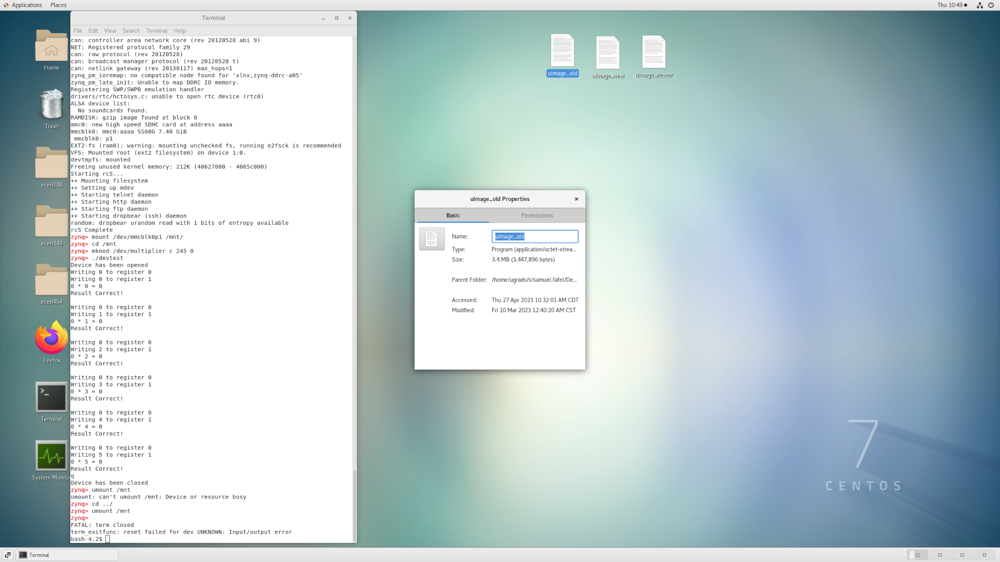 Applications Places Thu 10:49
Terminal
File Edit View Search Terminal Help
can: controller area network core (rev 20120528 abi 9)
NET: Registered protocol family 29
can: raw protocol (rev 20120528)
can: broadcast manager protocol (rev 20120528 t)
can: netlink gateway (rev 20130117) max_hops=1
zynq_pm_ioremap: no compatible node found for 'xlnx,zynq-ddrc-a05'
zynq_pm_late_init: Unable to map DDRC IO memory.
Registering SWP/SWPB emulation handler
drivers/rtc/hctosys.c: unable to open rtc device (rtc0)
ALSA device list:
  No soundcards found.
RAMDISK: gzip image found at block 0
mmc0: new high speed SDHC card at address aaaa
mmcblk0: mmc0:aaaa SS08G 7.40 GiB
 mmcblk0: p1
EXT2-fs (ram0): warning: mounting unchecked fs, running e2fsck is recommended
VFS: Mounted root (ext2 filesystem) on device 1:0.
devtmpfs: mounted
Freeing unused kernel memory: 212K (40627000 - 4065c000)
Starting rcS...
++ Mounting filesystem
++ Setting up mdev
++ Starting telnet daemon
++ Starting http daemon
++ Starting ftp daemon
++ Starting dropbear (ssh) daemon
random: dropbear urandom read with 1 bits of entropy available
rcS Complete
zynq> mount /dev/mmcblk0p1 /mnt/
zynq> cd /mnt
zynq> mknod /dev/multiplier c 245 0
zynq> ./devtest
Device has been opened
Writing 0 to register 0
Writing 0 to register 1
0 * 0 = 0
Result Correct!
Writing 0 to register 0
Writing 1 to register 1
0 * 1 = 0
Result Correct!
Writing 0 to register 0
Writing 2 to register 1
0 * 2 = 0
Result Correct!
Writing 0 to register 0
Writing 3 to register 1
0 * 3 = 0
Result Correct!
Writing 0 to register 0
Writing 4 to register 1
0 * 4 = 0
Result Correct!
Writing 0 to register 0
Writing 5 to register 1
0 * 5 = 0
Result Correct!
q
Device has been closed
zynq> umount /mnt
umount: can't umount /mnt: Device or resource busy
zynq> cd ../
zynq> umount /mnt
zynq>
FATAL: term closed
term_exitfunc: reset failed for dev UNKNOWN: Input/output error
bash-4.2$
Home
Trash
ecen248
ecen449
ecen454
Firefox
>_
Terminal
System Monito
uImage_old
uImage_new
uImage_newer
uImage_old Properties
Basic Permissions
Name: uImage_old
Type: Program (application/octet-strea...
Size: 3.4 MB (3,447,896 bytes)
Parent Folder: /home/ugrads/s/samuel.fafel/De...
Accessed: Thu 27 Apr 2023 10:32:01 AM CDT
Modified: Fri 10 Mar 2023 12:40:20 AM CST
7
CENTOS
Terminal